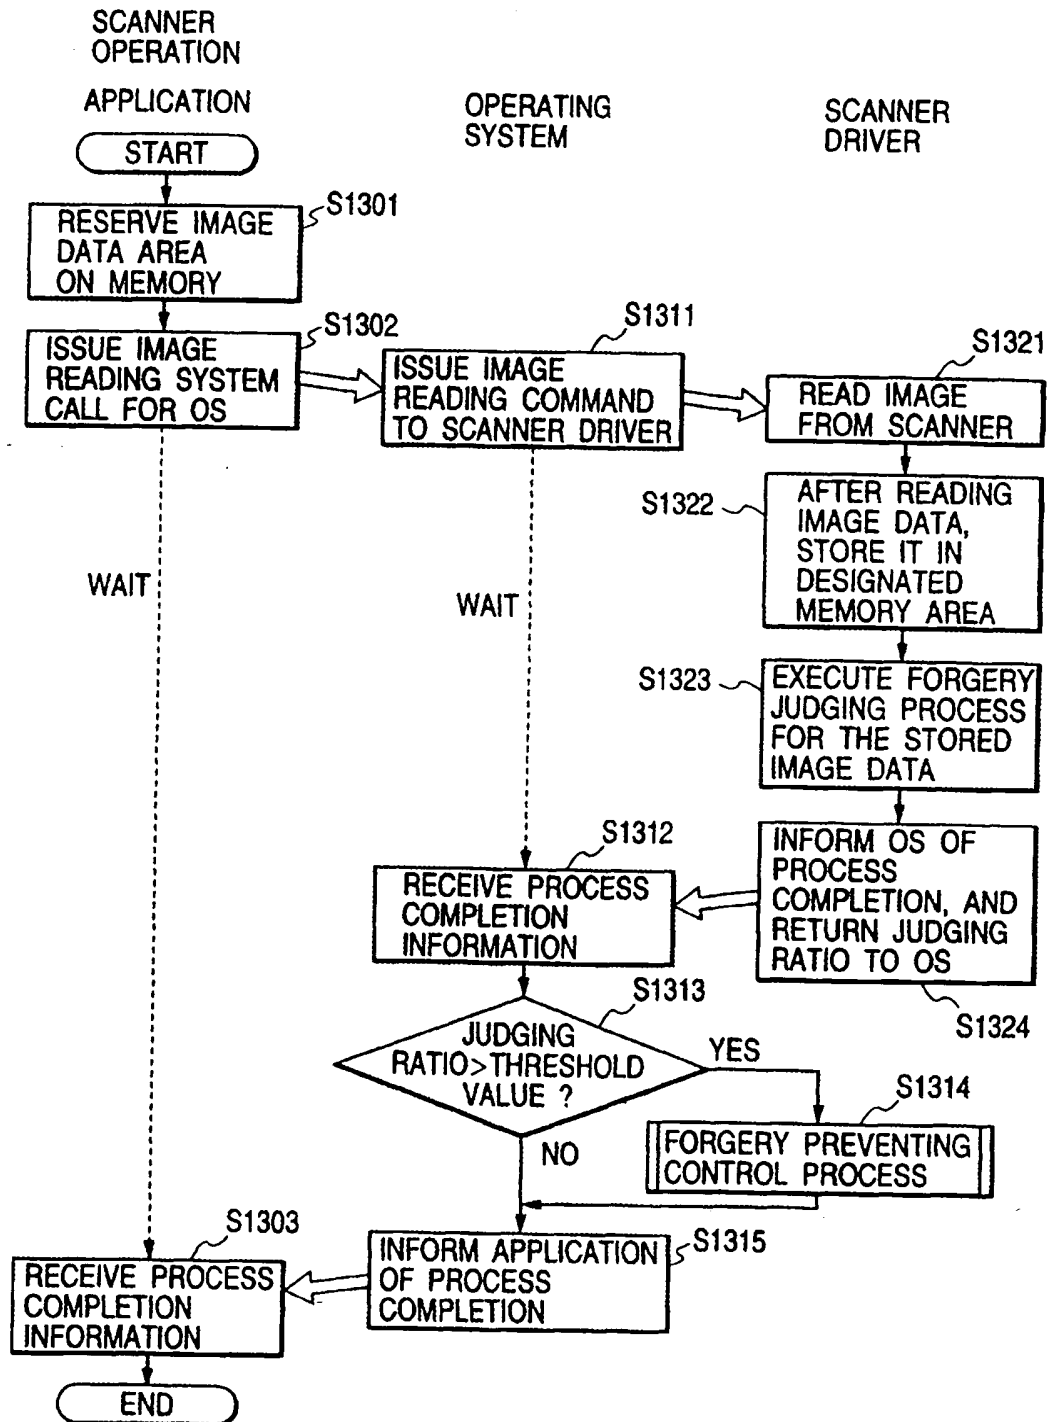 SCANNER
OPERATION
APPLICATION
OPERATING
SYSTEM
SCANNER
DRIVER
START
S1301
RESERVE IMAGE
DATA AREA
ON MEMORY
S1302
ISSUE IMAGE
READING SYSTEM
CALL FOR OS
S1311
ISSUE IMAGE
READING COMMAND
TO SCANNER DRIVER
S1321
READ IMAGE
FROM SCANNER
S1322
AFTER READING
IMAGE DATA,
STORE IT IN
DESIGNATED
MEMORY AREA
WAIT
WAIT
S1323
EXECUTE FORGERY
JUDGING PROCESS
FOR THE STORED
IMAGE DATA
S1312
RECEIVE PROCESS
COMPLETION
INFORMATION
INFORM OS OF
PROCESS
COMPLETION, AND
RETURN JUDGING
RATIO TO OS
S1324
S1313
JUDGING
RATIO>THRESHOLD
VALUE ?
YES
NO
S1314
FORGERY PREVENTING
CONTROL PROCESS
S1303
RECEIVE PROCESS
COMPLETION
INFORMATION
S1315
INFORM APPLICATION
OF PROCESS
COMPLETION
END